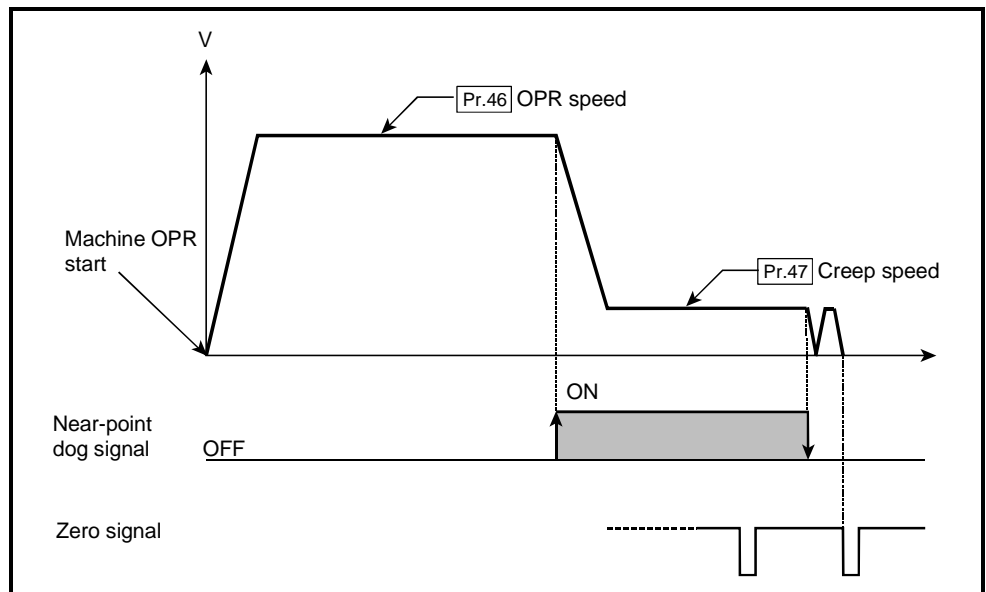 V
Pr.46 OPR speed
Machine OPR
start
Pr.47 Creep speed
ON
Near-point
dog signal
OFF
Zero signal